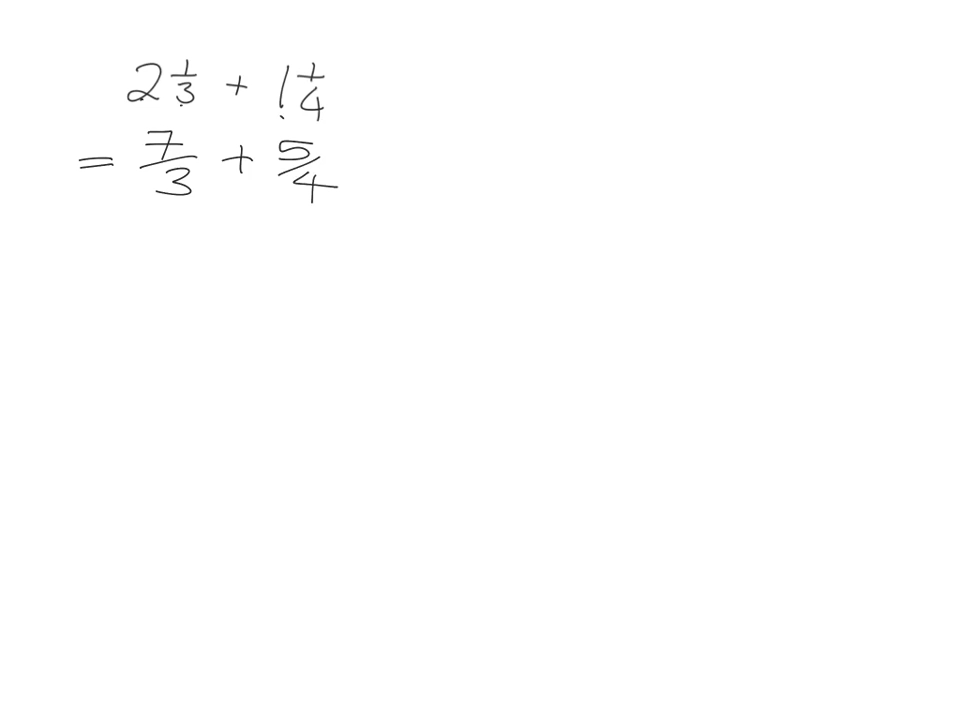 2 1/3 + 1 1/4
= 7/3 + 5/4